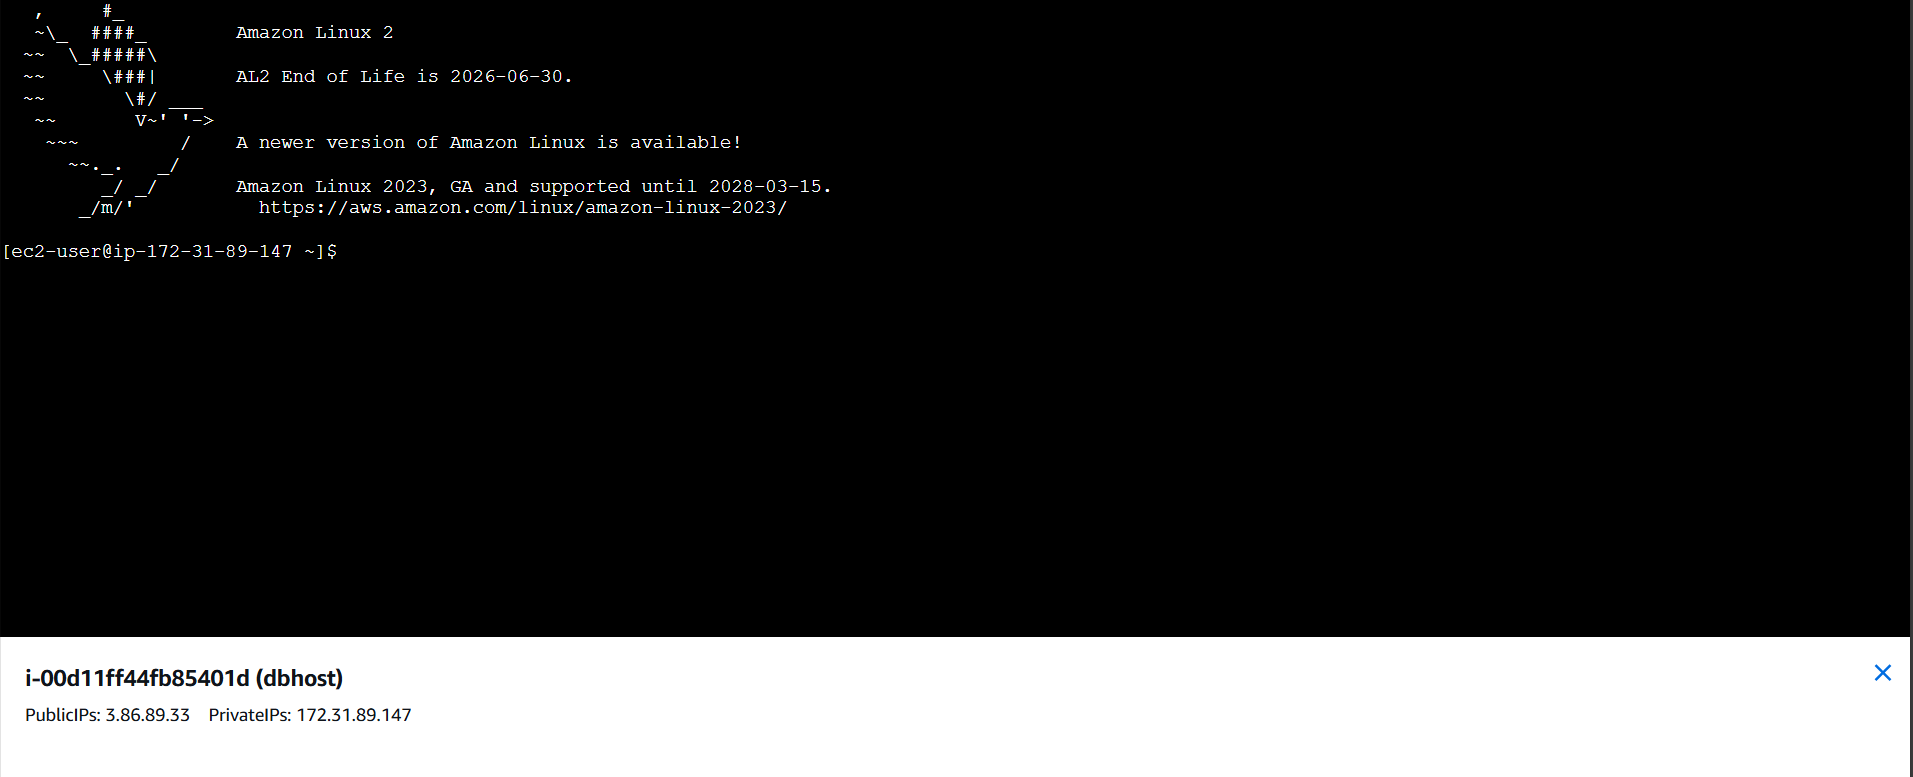 ,     #_
   ~\_  ####_        Amazon Linux 2
  ~~  \_#####\
  ~~     \###|       AL2 End of Life is 2026-06-30.
  ~~       \#/ ___
   ~~       V~' '->
    ~~~         /    A newer version of Amazon Linux is available!
      ~~._.   _/
         _/ _/       Amazon Linux 2023, GA and supported until 2028-03-15.
       _/m/'           https://aws.amazon.com/linux/amazon-linux-2023/
[ec2-user@ip-172-31-89-147 ~]$
i-00d11ff44fb85401d (dbhost)
PublicIPs: 3.86.89.33 PrivateIPs: 172.31.89.147